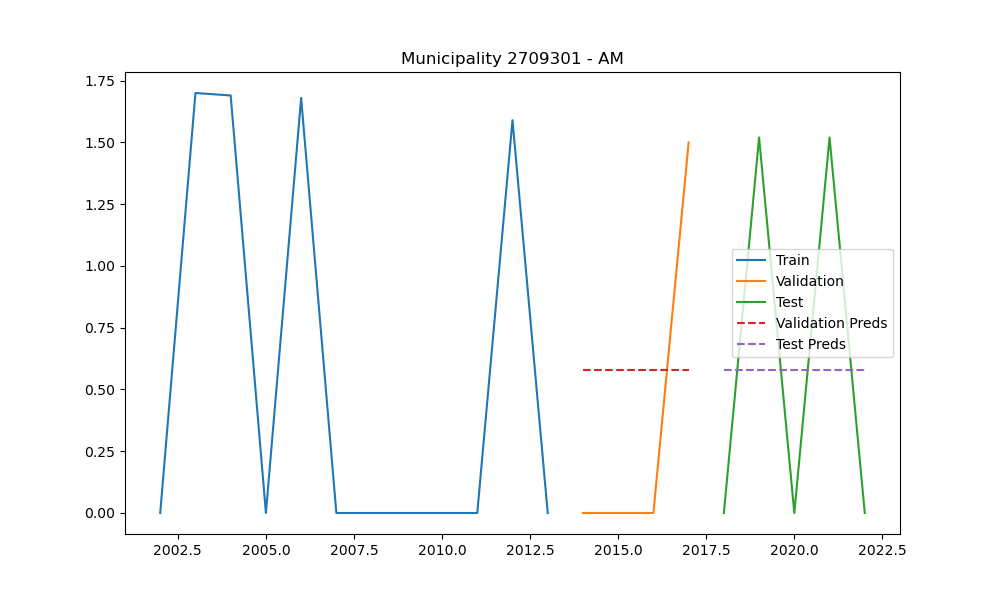 Municipality 2709301 - AM
1.75
1.50
1.25
1.00
0.75
0.50
0.25
0.00
Train
Validation
Test
Validation Preds
Test Preds
2002.5 2005.0 2007.5 2010.0 2012.5 2015.0 2017.5 2020.0 2022.5